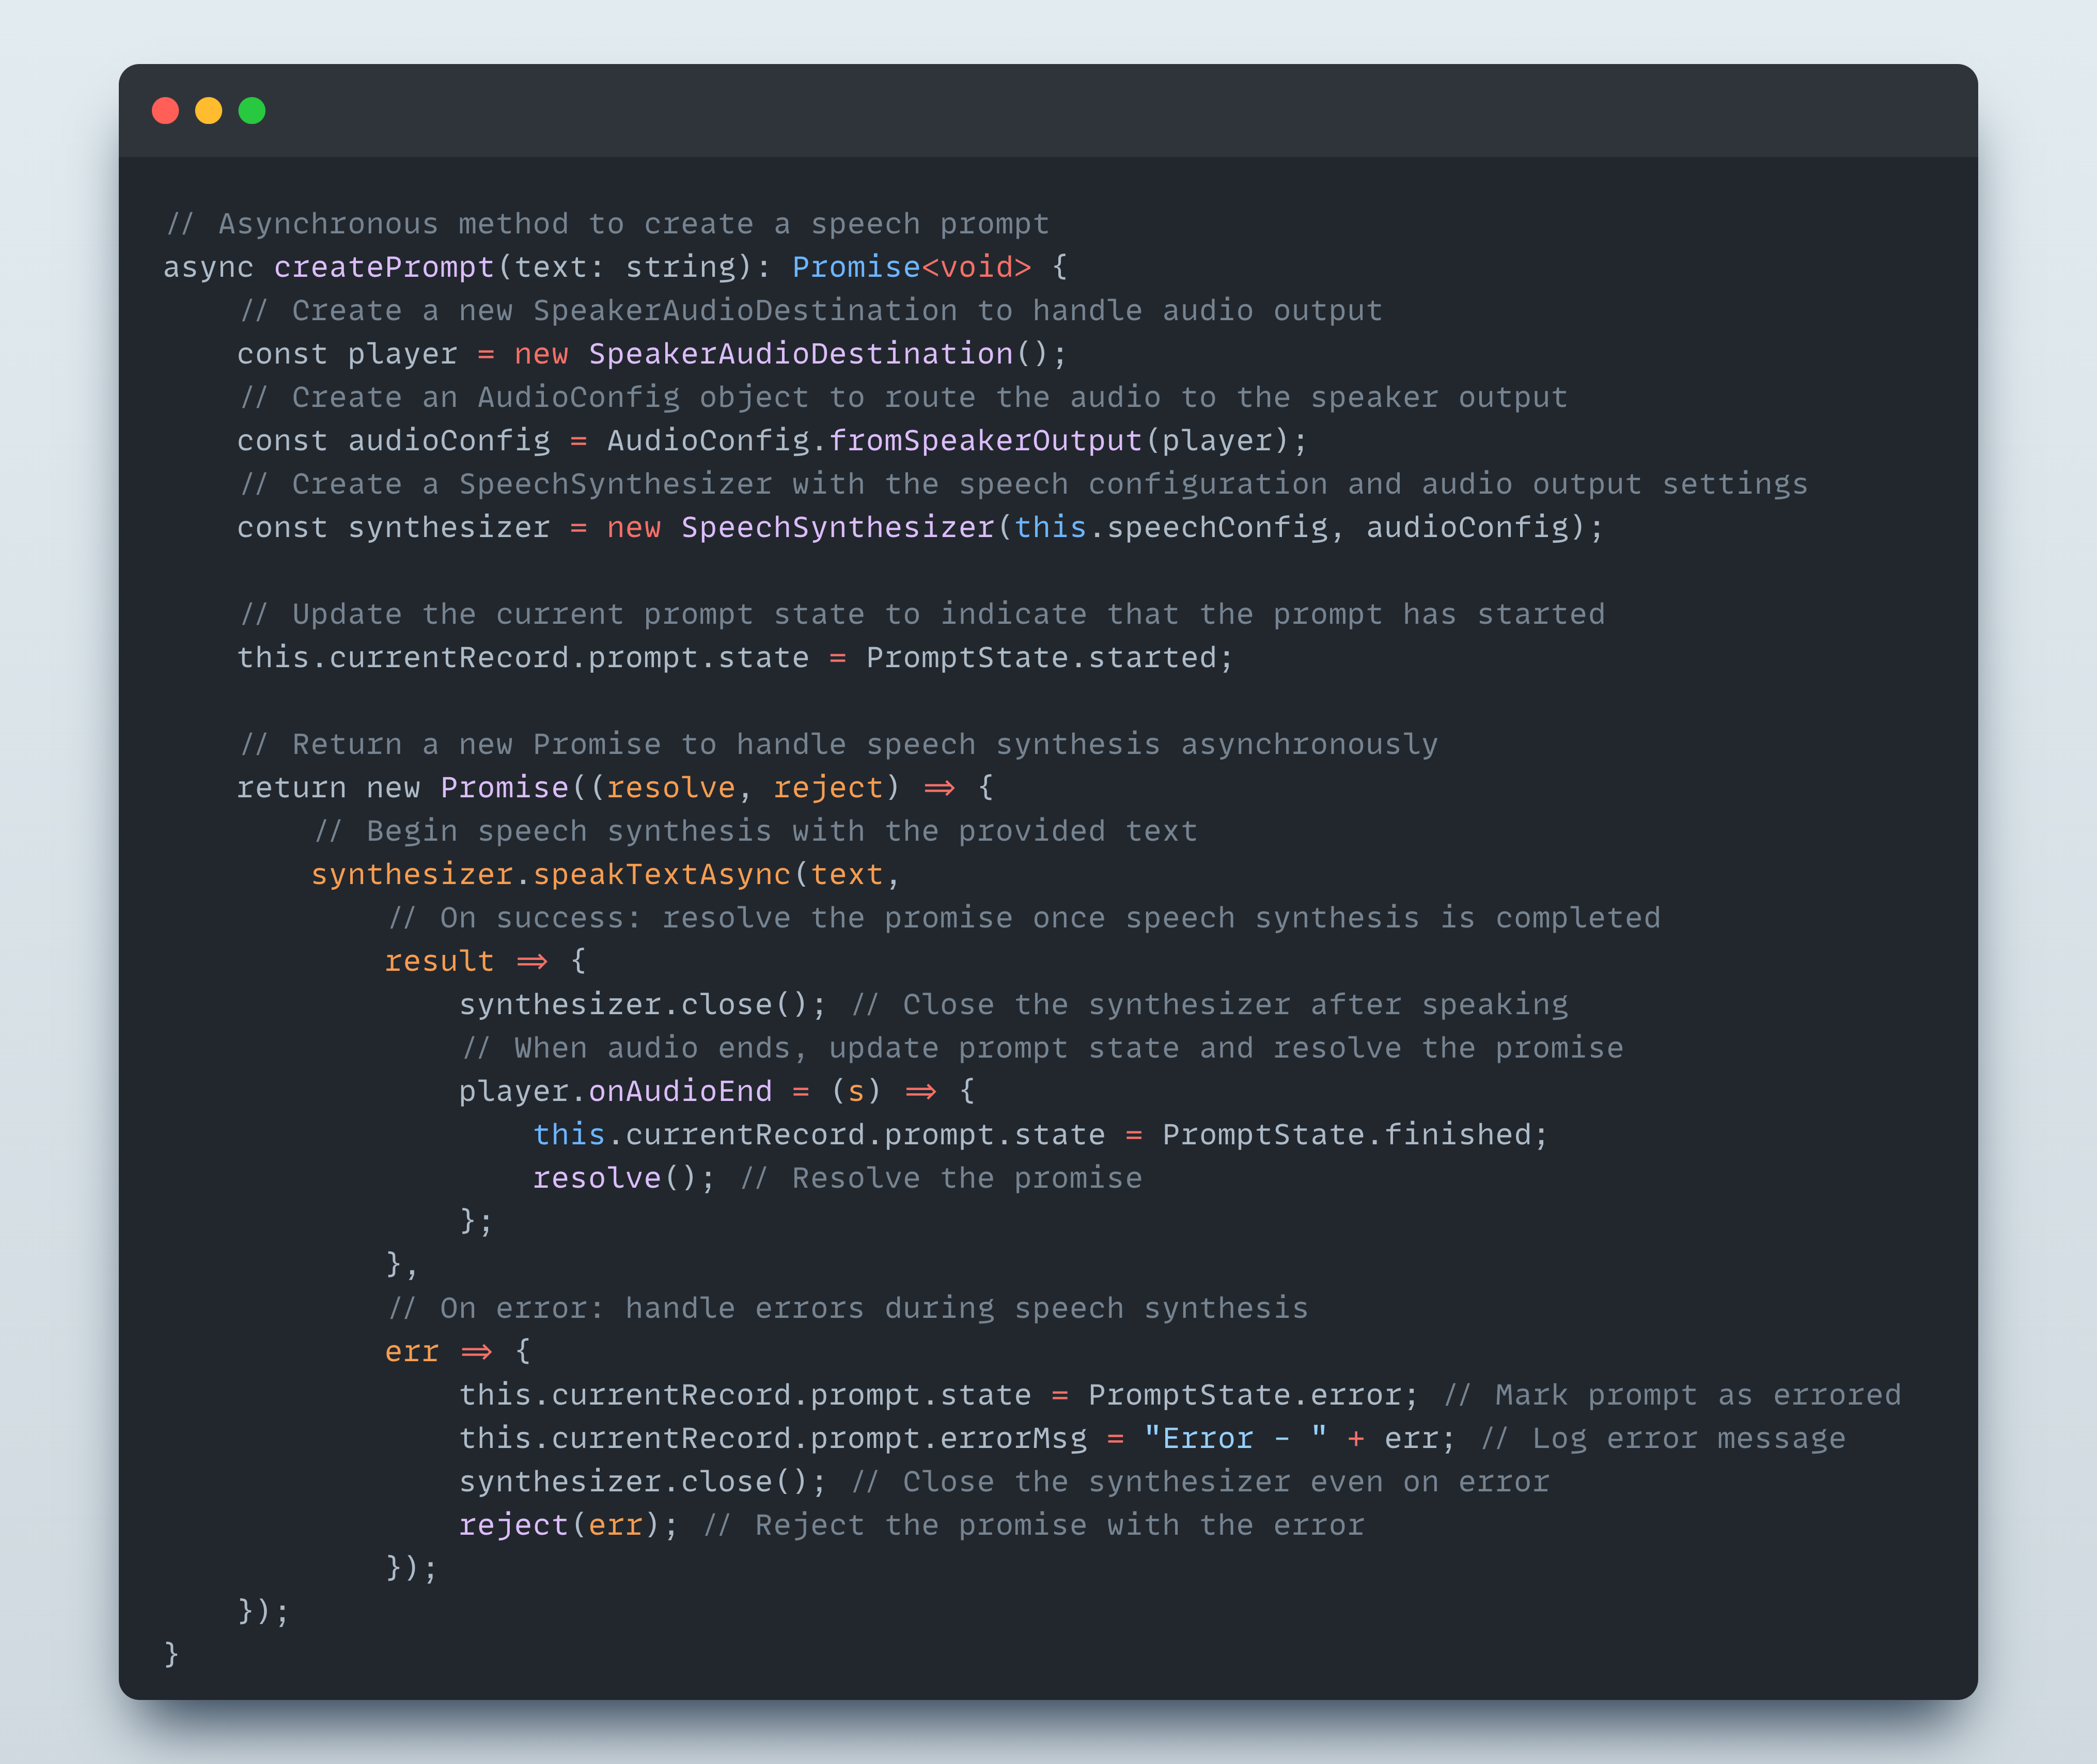 // Asynchronous method to create a speech prompt
async createPrompt(text: string): Promise<void> {
    // Create a new SpeakerAudioDestination to handle audio output
    const player = new SpeakerAudioDestination();
    // Create an AudioConfig object to route the audio to the speaker output
    const audioConfig = AudioConfig.fromSpeakerOutput(player);
    // Create a SpeechSynthesizer with the speech configuration and audio output settings
    const synthesizer = new SpeechSynthesizer(this.speechConfig, audioConfig);

    // Update the current prompt state to indicate that the prompt has started
    this.currentRecord.prompt.state = PromptState.started;

    // Return a new Promise to handle speech synthesis asynchronously
    return new Promise((resolve, reject) => {
        // Begin speech synthesis with the provided text
        synthesizer.speakTextAsync(text,
            // On success: resolve the promise once speech synthesis is completed
            result => {
                synthesizer.close(); // Close the synthesizer after speaking
                // When audio ends, update prompt state and resolve the promise
                player.onAudioEnd = (s) => {
                    this.currentRecord.prompt.state = PromptState.finished;
                    resolve(); // Resolve the promise
                };
            },
            // On error: handle errors during speech synthesis
            err => {
                this.currentRecord.prompt.state = PromptState.error; // Mark prompt as errored
                this.currentRecord.prompt.errorMsg = "Error - " + err; // Log error message
                synthesizer.close(); // Close the synthesizer even on error
                reject(err); // Reject the promise with the error
            });
    });
}